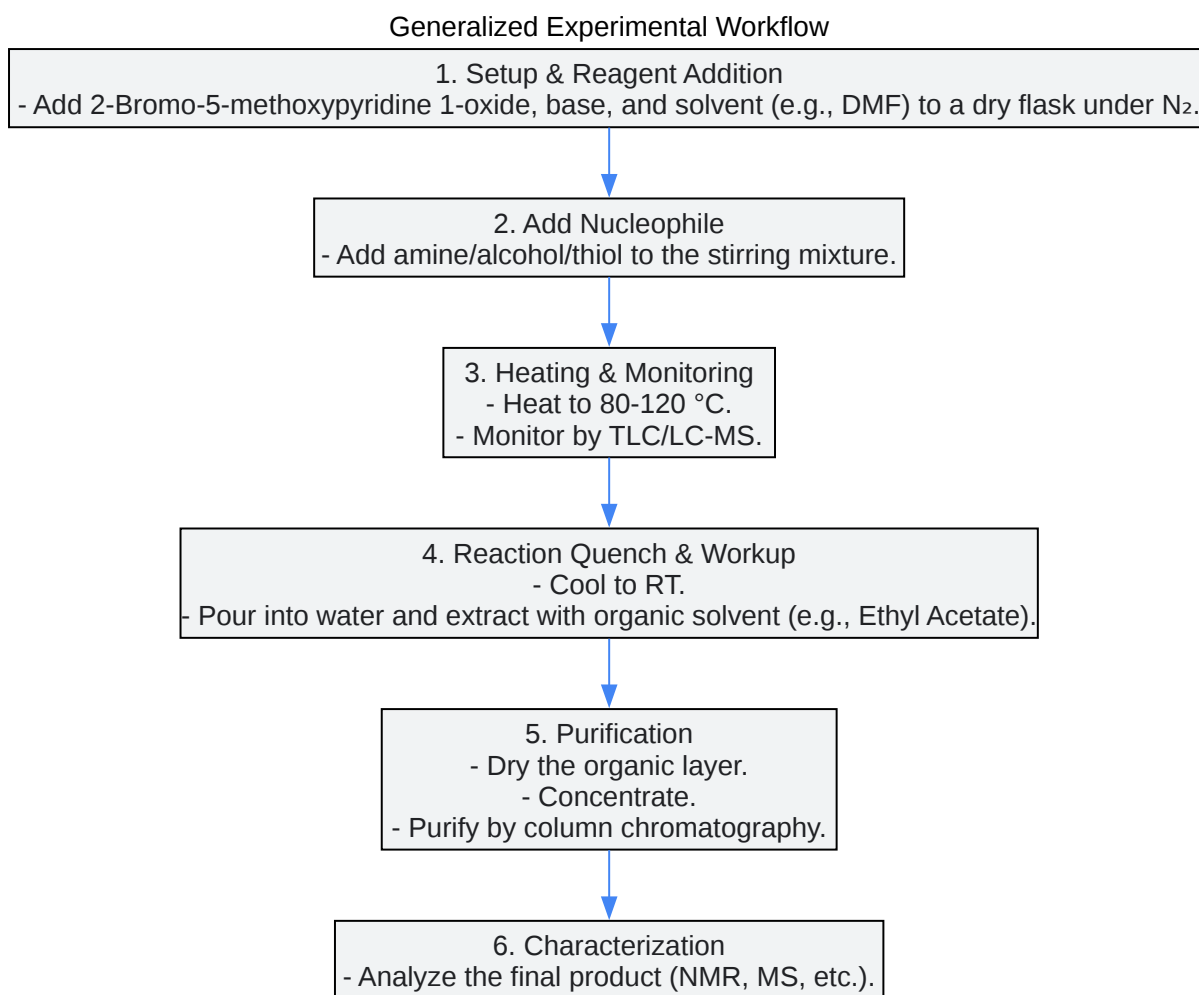 Generalized Experimental Workflow
1. Setup & Reagent Addition
- Add 2-Bromo-5-methoxypyridine 1-oxide, base, and solvent (e.g., DMF) to a dry flask under N₂.
2. Add Nucleophile
- Add amine/alcohol/thiol to the stirring mixture.
3. Heating & Monitoring
- Heat to 80-120 °C.
- Monitor by TLC/LC-MS.
4. Reaction Quench & Workup
- Cool to RT.
- Pour into water and extract with organic solvent (e.g., Ethyl Acetate).
5. Purification
- Dry the organic layer.
- Concentrate.
- Purify by column chromatography.
6. Characterization
- Analyze the final product (NMR, MS, etc.).